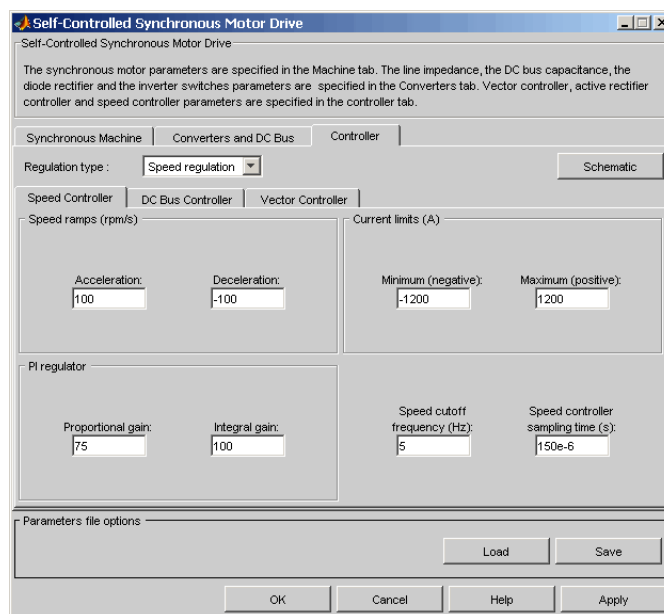 Self-Controlled Synchronous Motor Drive
Self-Controlled Synchronous Motor Drive
The synchronous motor parameters are specified in the Machine tab. The line impedance, the DC bus capacitance, the
diode rectifier and the inverter switches parameters are specified in the Converters tab. Vector controller, active rectifier
controller and speed controller parameters are specified in the controller tab.
Synchronous Machine Converters and DC Bus Controller
Regulation type : Speed regulation Schematic
Speed Controller DC Bus Controller Vector Controller
Speed ramps (rpm/s) Current limits (A)
Acceleration: Deceleration: Minimum (negative): Maximum (positive):
100 -100 -1200 1200
PI regulator
Proportional gain: Integral gain: Speed cutoff frequency (Hz): Speed controller sampling time (s):
75 100 5 150e-6
Parameters file options
Load Save
OK Cancel Help Apply